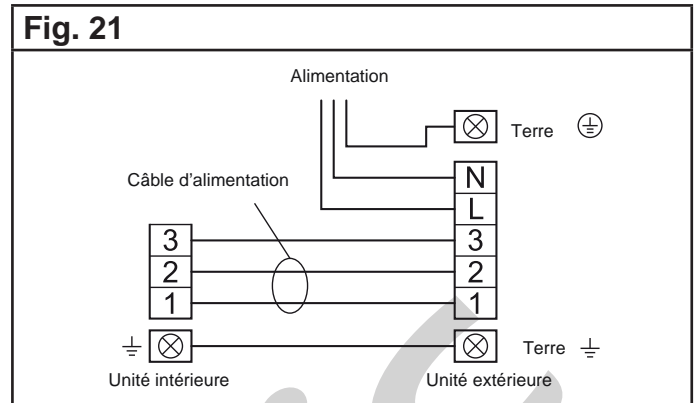 Fig. 21
Alimentation
Terre
Câble d'alimentation
N
L
3 3
2 2
1 1
Terre
Unité intérieure Unité extérieure